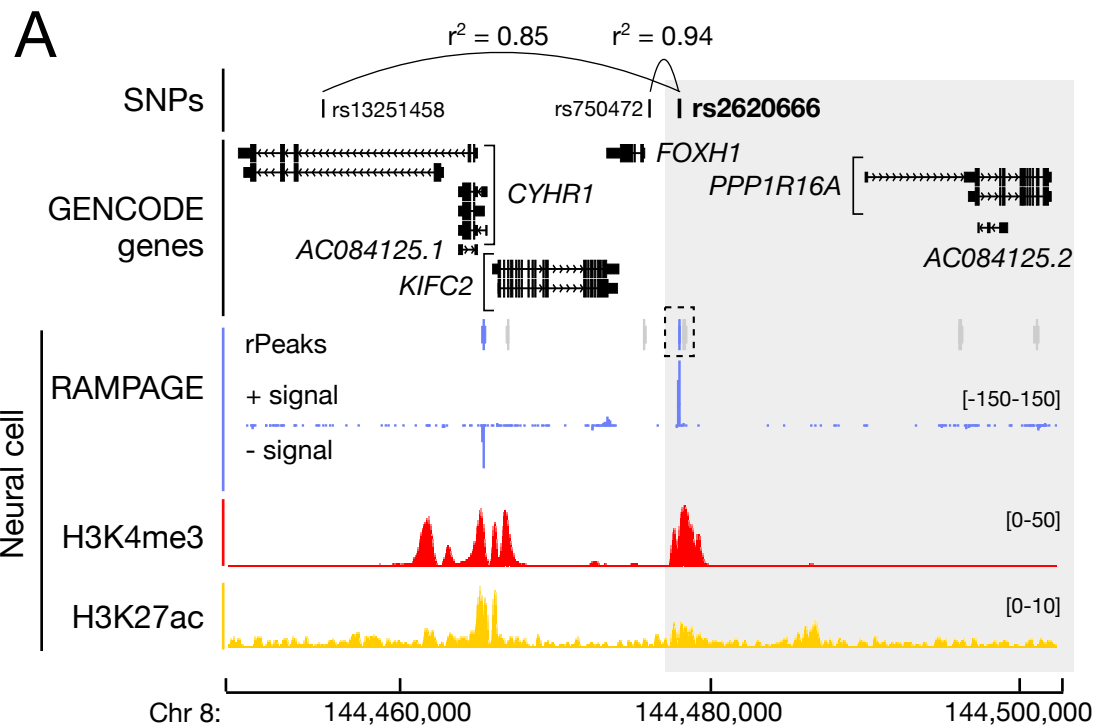 A
r² = 0.85
r² = 0.94
SNPs
rs13251458
rs750472
rs2620666
GENCODE
genes
FOXH1
CYHR1
PPP1R16A
AC084125.1
AC084125.2
KIFC2
Neural cell
RAMPAGE
rPeaks
+ signal
[-150-150]
- signal
H3K4me3
[0-50]
H3K27ac
[0-10]
Chr 8:
144,460,000
144,480,000
144,500,000